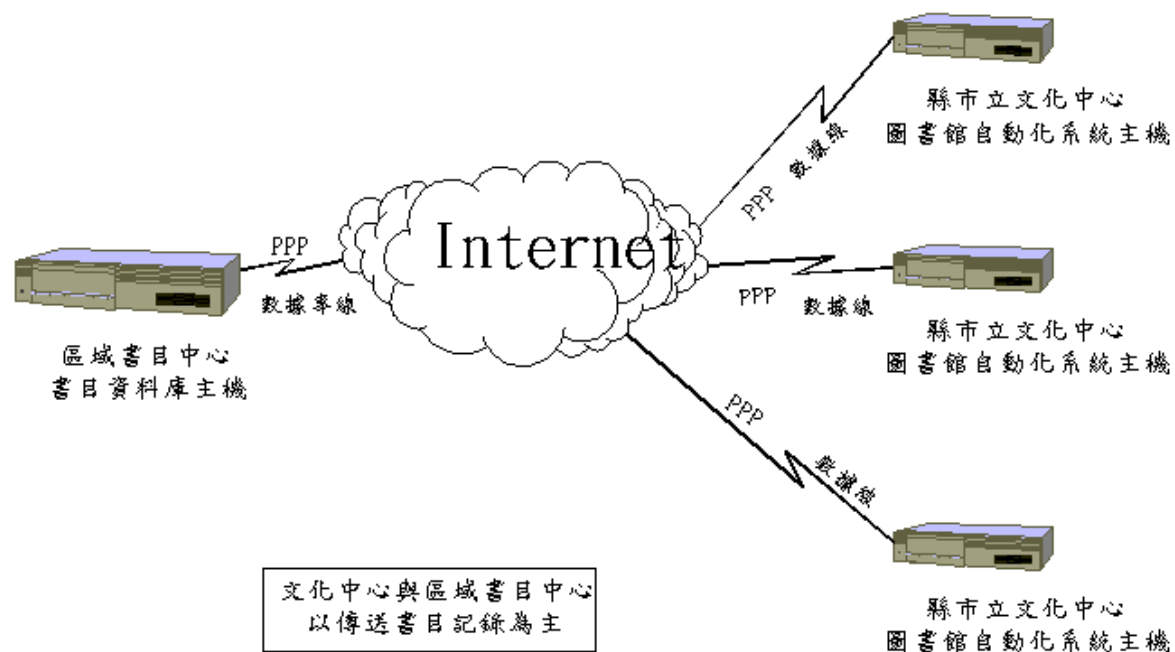 縣市立文化中心
圖書館自動化系統主機
PPP 數據線
Internet
PPP
數據專線
區域書目中心
書目資料庫主機
PPP 數據線
縣市立文化中心
圖書館自動化系統主機
PPP 數據線
縣市立文化中心
圖書館自動化系統主機
文化中心與區域書目中心
以傳送書目記錄為主